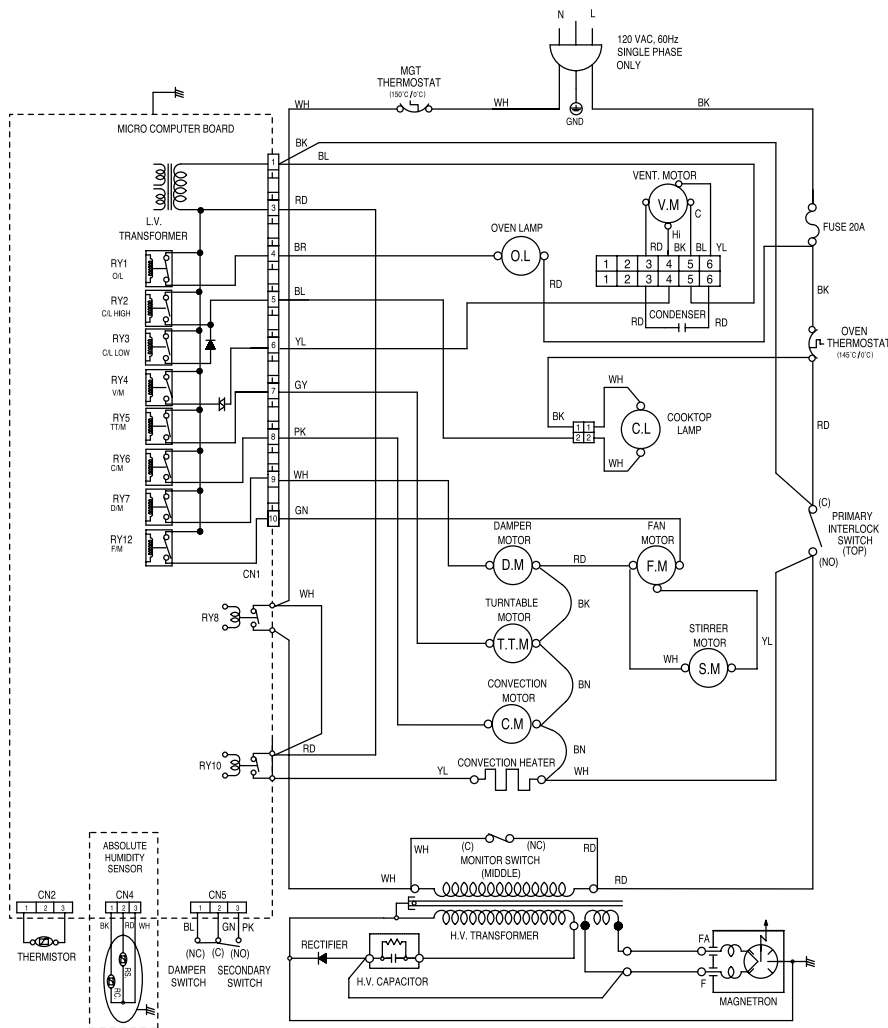 N L
120 VAC, 60Hz
SINGLE PHASE
ONLY
MGT
THERMOSTAT
(150°C/0°C)
WH
WH
BK
GND
MICRO COMPUTER BOARD
BK
BL
1
VENT. MOTOR
V.M
C
Hi
RD BK BL YL
1 2 3 4 5 6
1 2 3 4 5 6
RD CONDENSER RD
FUSE 20A
BK
3
RD
L.V.
TRANSFORMER
OVEN LAMP
O.L
RD
4
BR
RY1
O/L
RY2
C/L HIGH
5
BL
RY3
C/L LOW
6
YL
OVEN
THERMOSTAT
(145°C/0°C)
RY4
V/M
7
GY
WH
BK
1 1
2 2
C.L
COOKTOP
LAMP
WH
RD
RY5
TT/M
8
PK
RY6
C/M
9
WH
RY7
D/M
10
GN
RY12
F/M
CN1
(C)
PRIMARY
INTERLOCK
SWITCH
(TOP)
(NO)
DAMPER
MOTOR
D.M
RD
FAN
MOTOR
F.M
BK
WH
RY8
TURNTABLE
MOTOR
T.T.M
STIRRER
MOTOR
S.M
WH
YL
BN
CONVECTION
MOTOR
C.M
BN
RD
RY10
YL
CONVECTION HEATER
WH
(C) (NC)
WH
RD
MONITOR SWITCH
(MIDDLE)
WH
RD
ABSOLUTE
HUMIDITY
SENSOR
CN2
1 2 3
CN4
1 2 3
BK RD WH
CN5
1 2 3
BL GN PK
(NC) (C) (NO)
THERMISTOR
DAMPER
SWITCH
SECONDARY
SWITCH
RS.
RC.
H.V. TRANSFORMER
RECTIFIER
H.V. CAPACITOR
FA
F
MAGNETRON